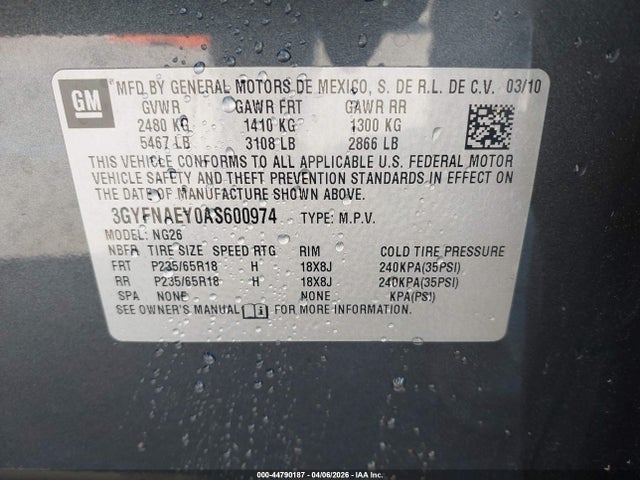 GM MFD BY GENERAL MOTORS DE MEXICO, S. DE R.L. DE C.V. 03/10
GVWR GAWR FRT GAWR RR
2480 KG 1410 KG 1300 KG
5467 LB 3108 LB 2866 LB
THIS VEHICLE CONFORMS TO ALL APPLICABLE U.S. FEDERAL MOTOR
VEHICLE SAFETY AND THEFT PREVENTION STANDARDS IN EFFECT ON
THE DATE OF MANUFACTURE SHOWN ABOVE.
3GYFNAEY0AS600974 TYPE: M.P.V.
MODEL: NG26
NBFR TIRE SIZE SPEED RTG RIM COLD TIRE PRESSURE
FRT P235/65R18 H 18X8J 240KPA(35PSI)
RR P235/65R18 H 18X8J 240KPA(35PSI)
SPA NONE NONE KPA(PSI)
SEE OWNER'S MANUAL FOR MORE INFORMATION
000-44790187 - 04/06/2026 - IAAI.COM